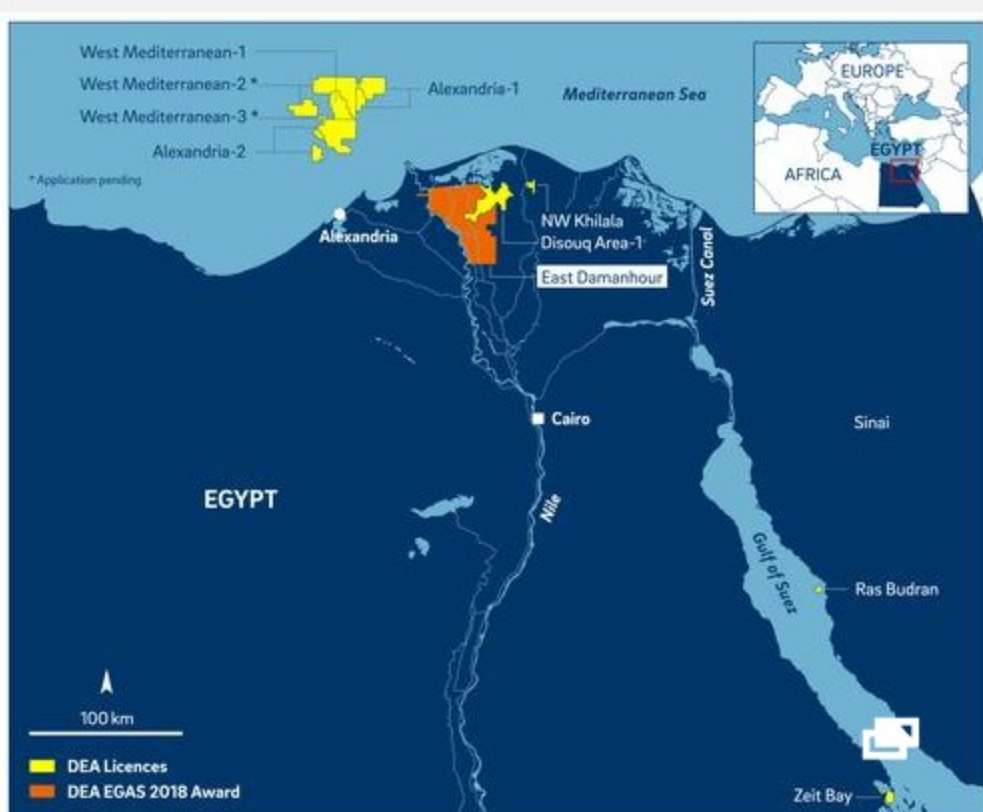 West Mediterranean-1
West Mediterranean-2 *
West Mediterranean-3 *
Alexandria-2
* Application pending
Alexandria-1
Mediterranean Sea
EUROPE
EGYPT
AFRICA
Alexandria
NW Khilala
Disouq Area-1
East Damanhour
Suez Canal
Cairo
Sinai
EGYPT
Nile
Gulf of Suez
Ras Budran
100 km
DEA Licences
DEA EGAS 2018 Award
Zeit Bay